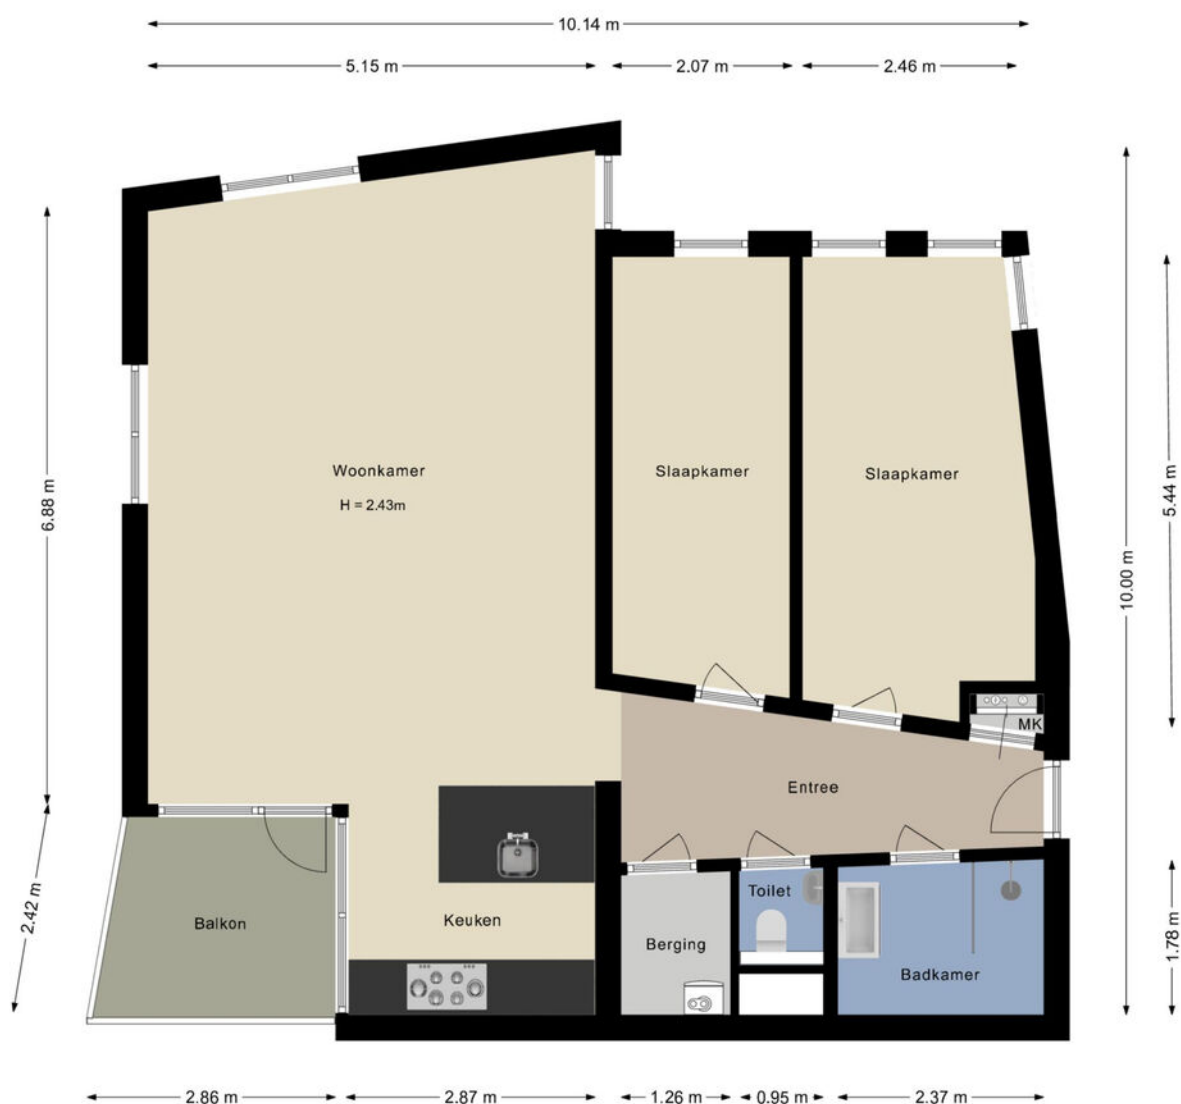 10.14 m
5.15 m
2.07 m
2.46 m
Woonkamer
H = 2.43m
Slaapkamer
Slaapkamer
6.88 m
5.44 m
10.00 m
MK
Entree
2.42 m
Balkon
Keuken
Toilet
Berging
Badkamer
1.78 m
2.86 m
2.87 m
1.26 m
0.95 m
2.37 m